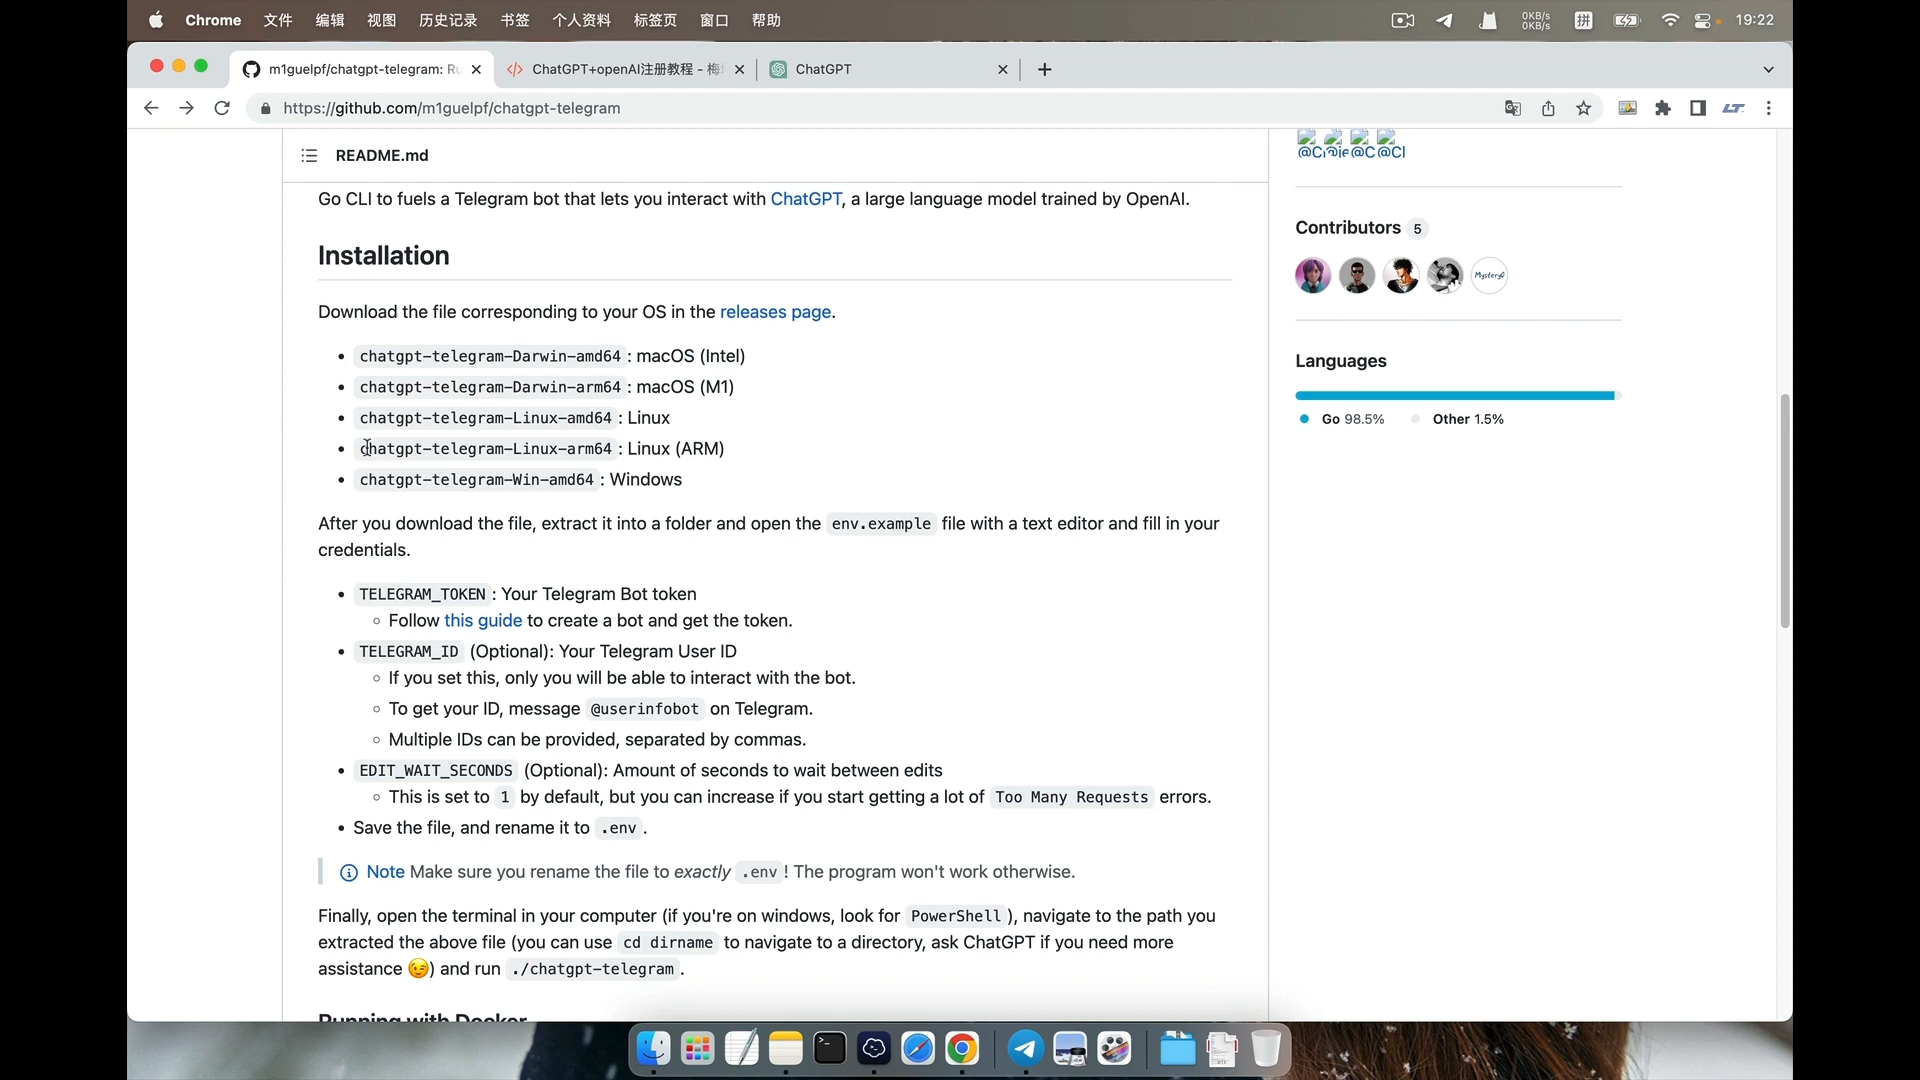 Chrome 文件 编辑 视图 历史记录 书签 个人资料 标签页 窗口 帮助 0KB/s 0KB/s 拼 19:22
m1guelpf/chatgpt-telegram: Ru ChatGPT+openAI注册教程 - 梅 ChatGPT
https://github.com/m1guelpf/chatgpt-telegram
README.md
Go CLI to fuels a Telegram bot that lets you interact with ChatGPT, a large language model trained by OpenAI.
Installation
Download the file corresponding to your OS in the releases page.
• chatgpt-telegram-Darwin-amd64 : macOS (Intel)
• chatgpt-telegram-Darwin-arm64 : macOS (M1)
• chatgpt-telegram-Linux-amd64 : Linux
• chatgpt-telegram-Linux-arm64 : Linux (ARM)
• chatgpt-telegram-Win-amd64 : Windows
After you download the file, extract it into a folder and open the env.example file with a text editor and fill in your
credentials.
• TELEGRAM_TOKEN : Your Telegram Bot token
◦ Follow this guide to create a bot and get the token.
• TELEGRAM_ID (Optional): Your Telegram User ID
◦ If you set this, only you will be able to interact with the bot.
◦ To get your ID, message @userinfobot on Telegram.
◦ Multiple IDs can be provided, separated by commas.
• EDIT_WAIT_SECONDS (Optional): Amount of seconds to wait between edits
◦ This is set to 1 by default, but you can increase if you start getting a lot of Too Many Requests errors.
• Save the file, and rename it to .env .
Note Make sure you rename the file to exactly .env ! The program won't work otherwise.
Finally, open the terminal in your computer (if you're on windows, look for PowerShell ), navigate to the path you
extracted the above file (you can use cd dirname to navigate to a directory, ask ChatGPT if you need more
assistance 😉) and run ./chatgpt-telegram .
Running with Docker
@Cl
Contributors 5
MysteryC
Languages
Go 98.5% Other 1.5%